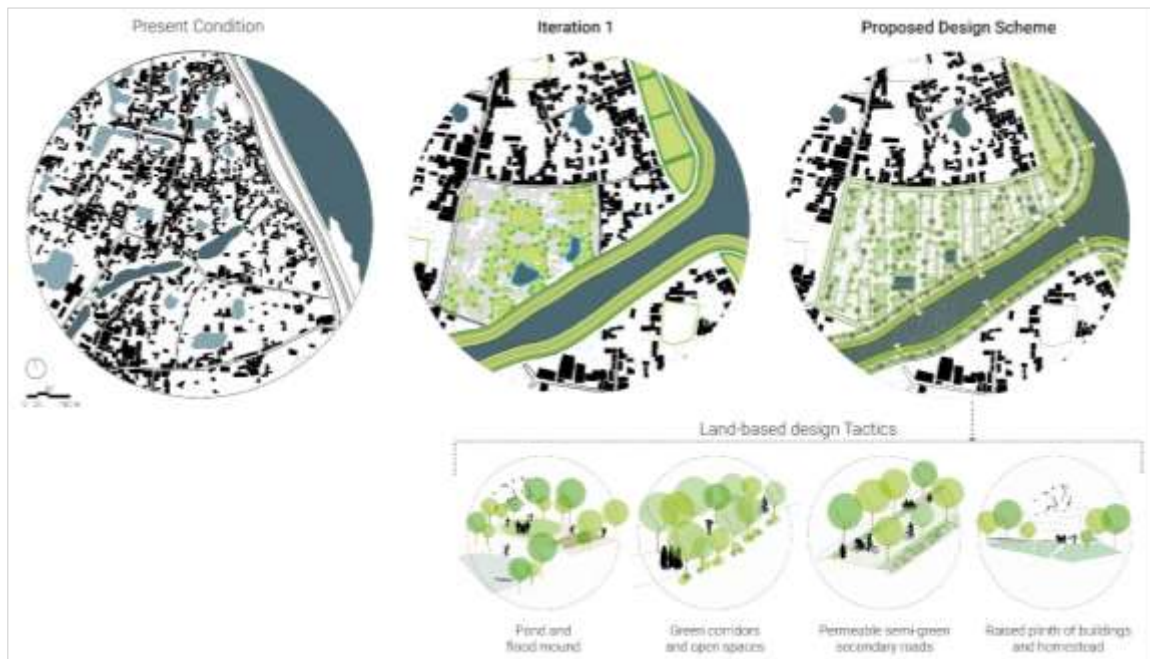 Present Condition
Iteration 1
Proposed Design Scheme
Land-based design Tactics
Pond and
flood mound
Green corridors
and open spaces
Permeable semi-green
secondary roads
Raised plinth of buildings
and homestead